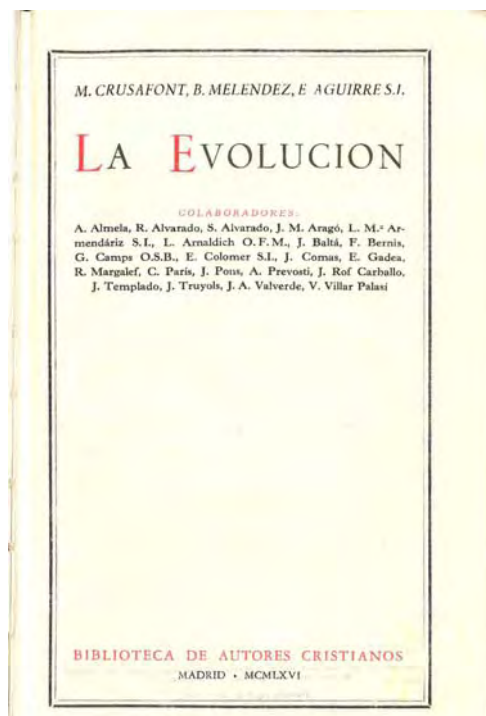 M. CRUSAFONT, B. MELENDEZ, E AGUIRRE S.I.
LA EVOLUCION
COLABORADORES:
A. Almela, R. Alvarado, S. Alvarado, J. M. Aragó, L. M.ª Ar-
mendáriz S. I., L. Arnaldich O. F. M., J. Baltá, F. Bernis,
G. Camps O.S.B., E. Colomer S.I., J. Comas, E. Gadea,
R. Margalef, C. París, J. Pons, A. Prevosti, J. Rof Carballo,
J. Templado, J. Truyols, J. A. Valverde, V. Villar Palasí
BIBLIOTECA DE AUTORES CRISTIANOS
MADRID • MCMLXVI